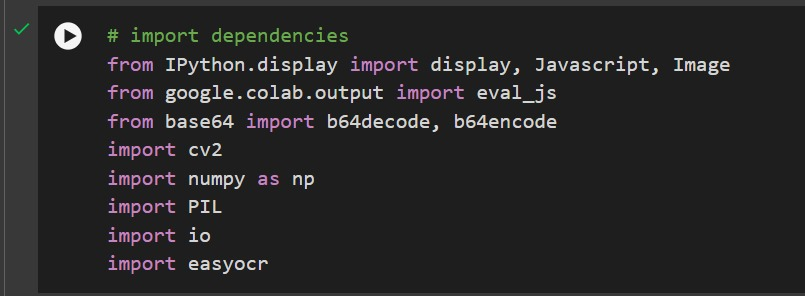 # import dependencies
from IPython.display import display, Javascript, Image
from google.colab.output import eval_js
from base64 import b64decode, b64encode
import cv2
import numpy as np
import PIL
import io
import easyocr